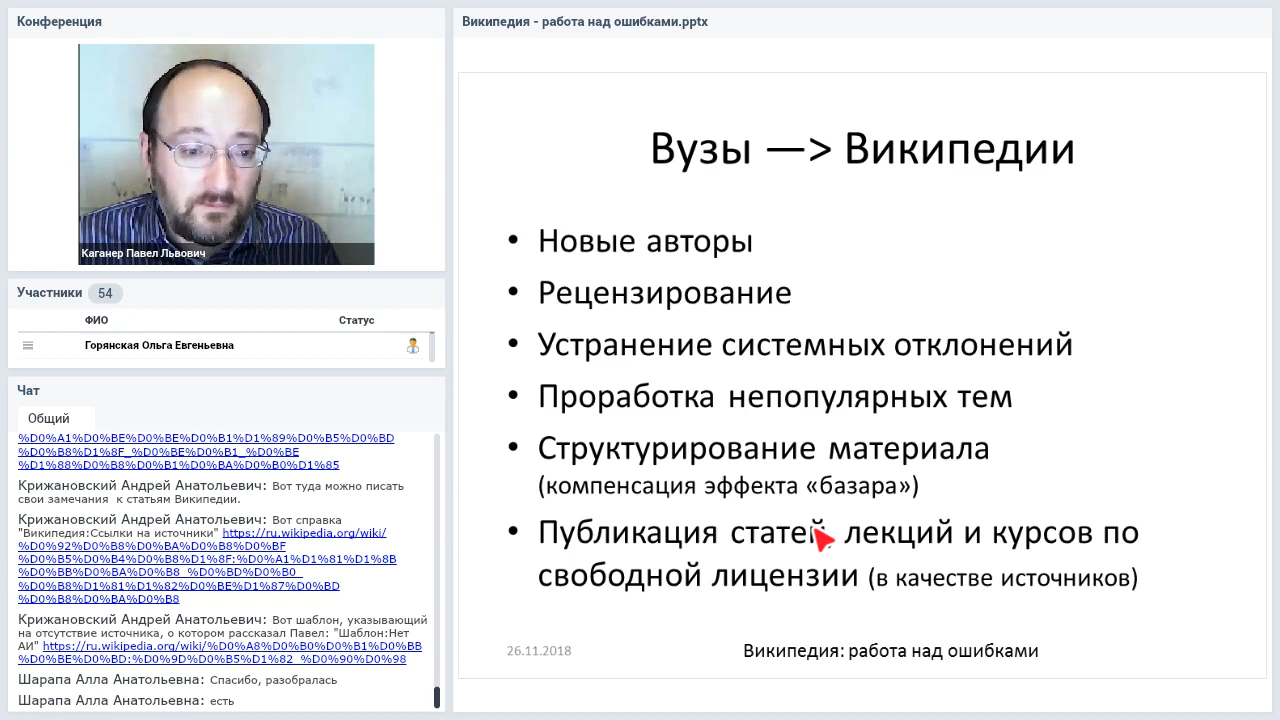 Конференция
Каганер Павел Львович
Участники 54
ФИО Статус
Горянская Ольга Евгеньевна
Чат
Общий
%D0%A1%D0%BE%D0%BE%D0%B1%D1%89%D0%B5%D0%BD
%D0%B8%D1%8F_%D0%BE%D0%B1_%D0%BE
%D1%88%D0%B8%D0%B1%D0%BA%D0%B0%D1%85
Крижановский Андрей Анатольевич: Вот туда можно писать
свои замечания к статьям Википедии.
Крижановский Андрей Анатольевич: Вот справка
"Википедия:Ссылки на источники" https://ru.wikipedia.org/wiki/
%D0%92%D0%B8%D0%BA%D0%B8%D0%BF
%D0%B5%D0%B4%D0%B8%D1%8F:%D0%A1%D1%81%D1%8B
%D0%BB%D0%BA%D0%B8_%D0%BD%D0%B0_
%D0%B8%D1%81%D1%82%D0%BE%D1%87%D0%BD
%D0%B8%D0%BA%D0%B8
Крижановский Андрей Анатольевич: Вот шаблон, указывающий
на отсутствие источника, о котором рассказал Павел: "Шаблон:Нет
АИ" https://ru.wikipedia.org/wiki/%D0%A8%D0%B0%D0%B1%D0%BB
%D0%BE%D0%BD:%D0%9D%D0%B5%D1%82_%D0%90%D0%98
Шарапа Алла Анатольевна: Спасибо, разобралась
Шарапа Алла Анатольевна: есть
Википедия - работа над ошибками.pptx
Вузы —> Википедии
• Новые авторы
• Рецензирование
• Устранение системных отклонений
• Проработка непопулярных тем
• Структурирование материала
(компенсация эффекта «базара»)
• Публикация статей, лекций и курсов по
свободной лицензии (в качестве источников)
26.11.2018
Википедия: работа над ошибками